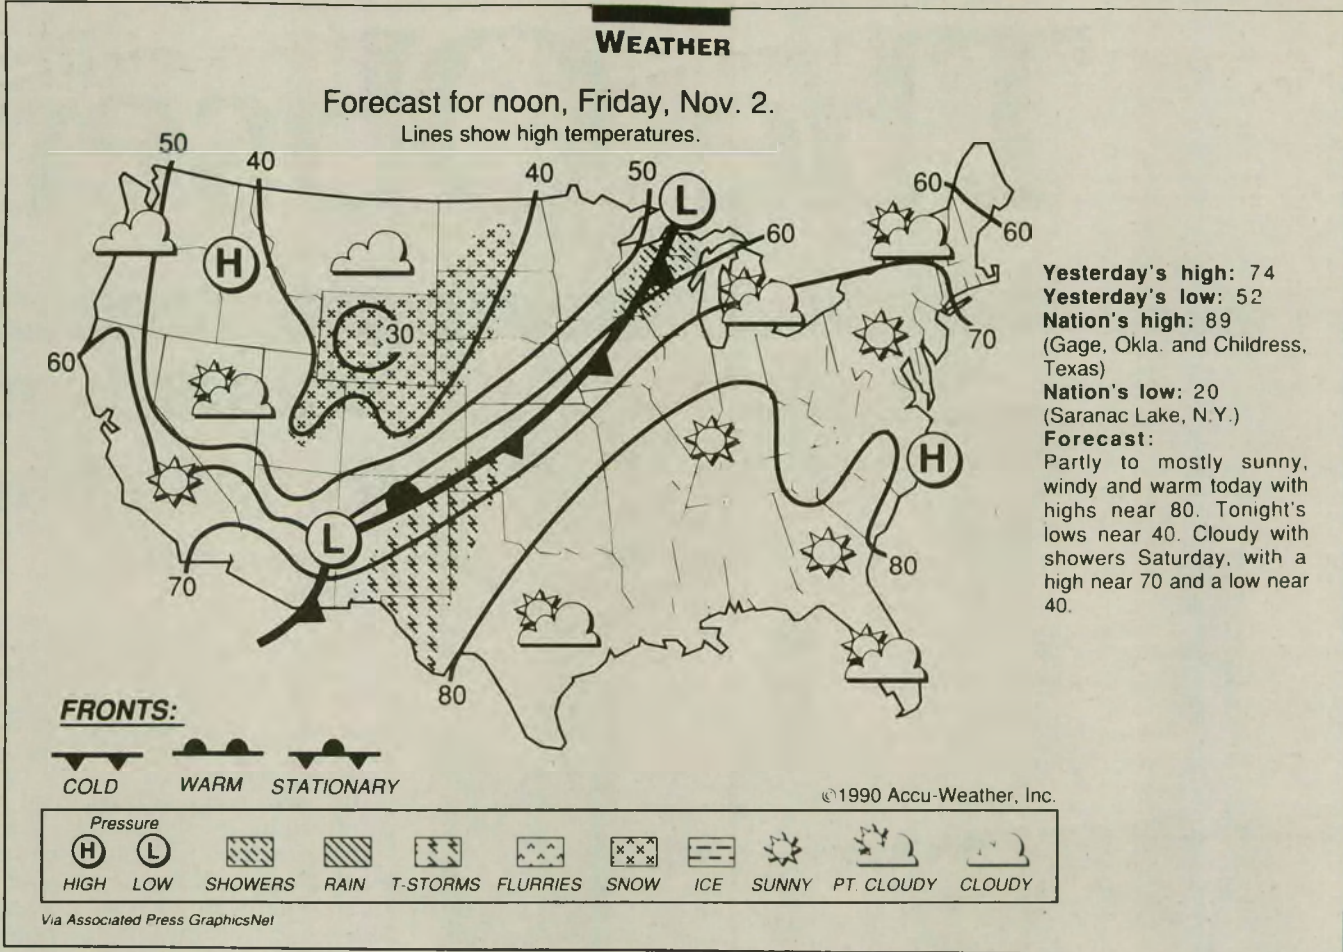 WEATHER
Forecast for noon, Friday, Nov. 2.
Lines show high temperatures.
50
40
40
50
L
60
60
60
H
30
60
70
H
L
70
80
80
Yesterday's high: 74
Yesterday's low: 52
Nation's high: 89
(Gage, Okla. and Childress,
Texas)
Nation's low: 20
(Saranac Lake, N.Y.)
Forecast:
Partly to mostly sunny,
windy and warm today with
highs near 80. Tonight's
lows near 40. Cloudy with
showers Saturday, with a
high near 70 and a low near
40.
FRONTS:
COLD WARM STATIONARY
©1990 Accu-Weather, Inc.
Pressure
H L
HIGH LOW SHOWERS RAIN T-STORMS FLURRIES SNOW ICE SUNNY PT. CLOUDY CLOUDY
Via Associated Press GraphicsNet